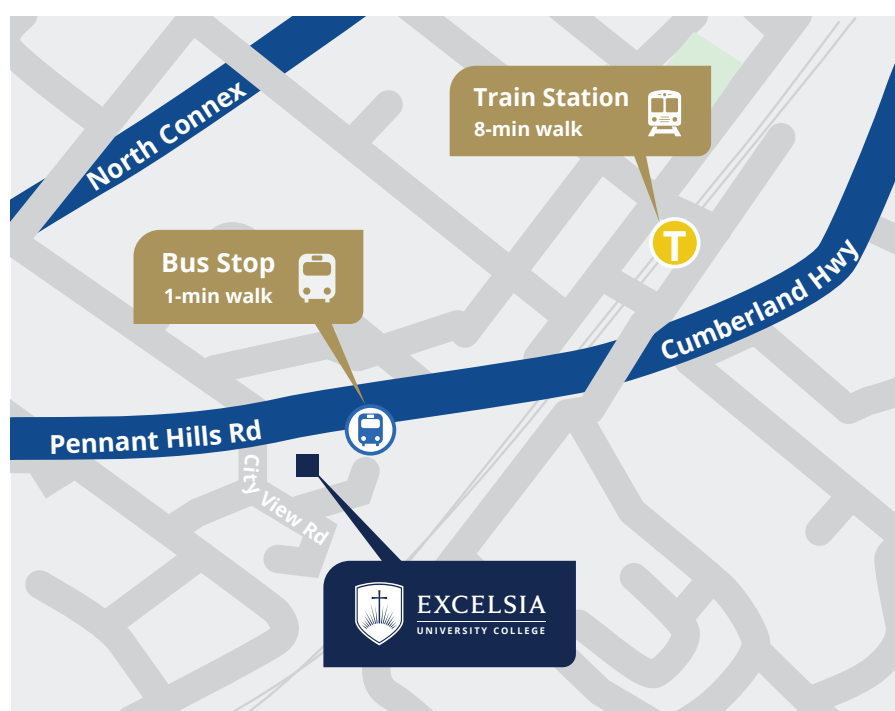 North Connex
Train Station
8-min walk
T
Bus Stop
1-min walk
Cumberland Hwy
Pennant Hills Rd
City View Rd
EXCELSIA
UNIVERSITY COLLEGE